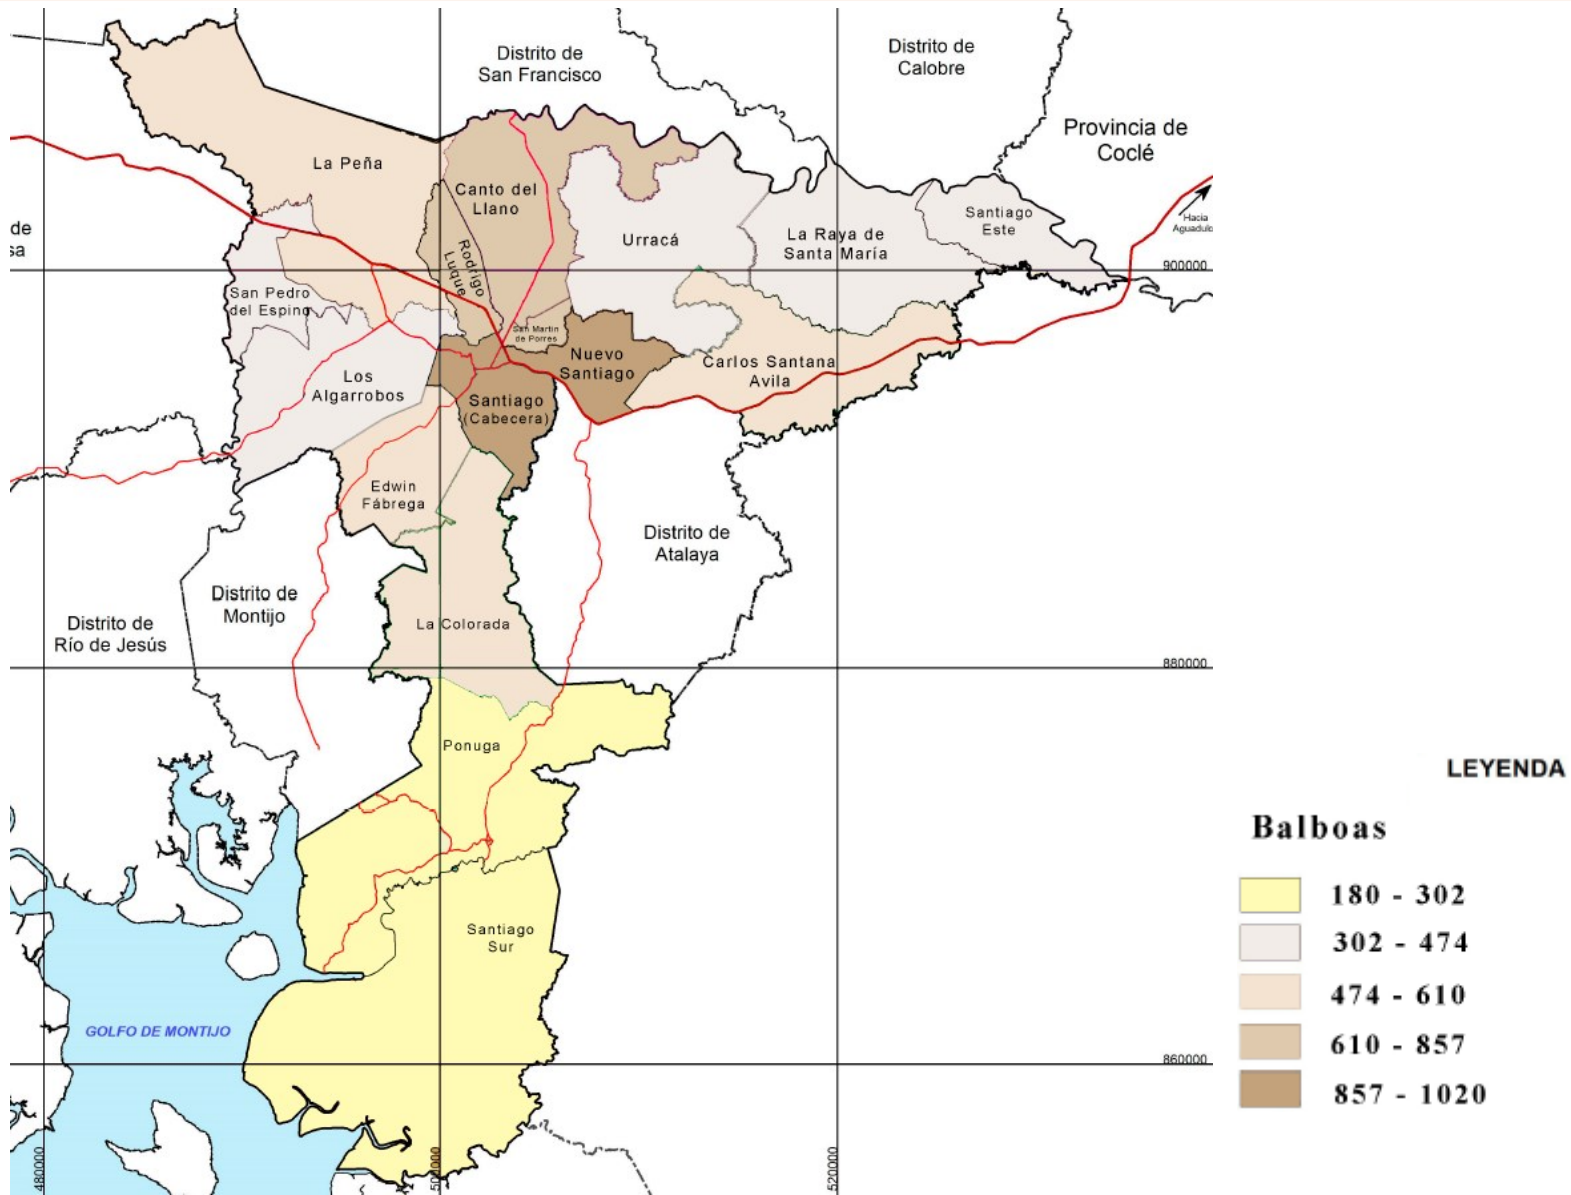 Distrito de
San Francisco
Distrito de
Calobre
Provincia de
Coclé
La Peña
Canto del
Llano
Rodrigo
Luque
Urracá
La Raya de
Santa María
Santiago
Este
Hacia
Aguadulc
de
sa
900000
San Pedro
del Espino
San Martin
de Porres
Nuevo
Santiago
Carlos Santana
Avila
Los
Algarrobos
Santiago
(Cabecera)
Edwin
Fábrega
Distrito de
Atalaya
Distrito de
Montijo
Distrito de
Río de Jesús
La Colorada
880000
Ponuga
Santiago
Sur
GOLFO DE MONTIJO
860000
480000
500000
520000
LEYENDA
Balboas
180 - 302
302 - 474
474 - 610
610 - 857
857 - 1020